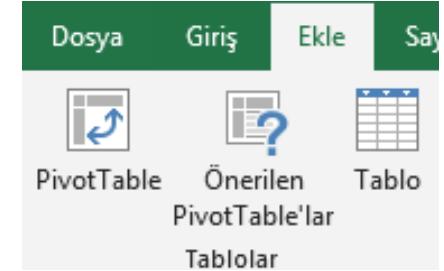 Dosya Giriş Ekle Say
PivotTable Önerilen PivotTable'lar Tablo
Tablolar